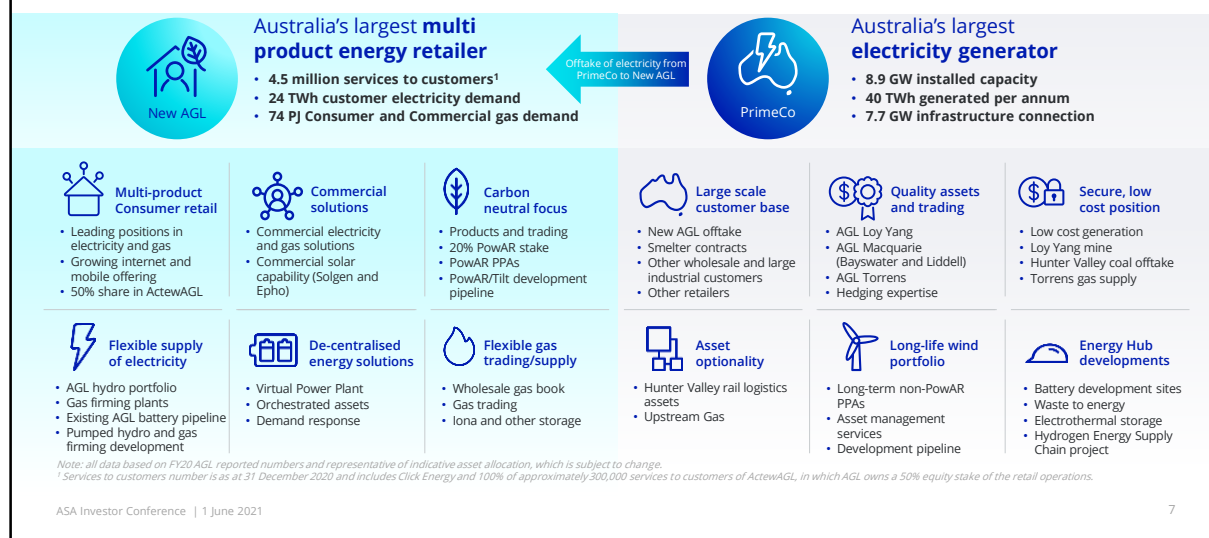 Australia's largest multi
product energy retailer
• 4.5 million services to customers¹
• 24 TWh customer electricity demand
• 74 PJ Consumer and Commercial gas demand
New AGL
Offtake of electricity from
PrimeCo to New AGL
Australia's largest
electricity generator
• 8.9 GW installed capacity
• 40 TWh generated per annum
• 7.7 GW infrastructure connection
PrimeCo
Multi-product
Consumer retail
• Leading positions in
electricity and gas
• Growing internet and
mobile offering
• 50% share in ActewAGL
Commercial
solutions
• Commercial electricity
and gas solutions
• Commercial solar
capability (Solgen and
Epho)
Carbon
neutral focus
• Products and trading
• 20% PowAR stake
• PowAR PPAs
• PowAR/Tilt development
pipeline
Large scale
customer base
• New AGL offtake
• Smelter contracts
• Other wholesale and large
industrial customers
• Other retailers
Quality assets
and trading
• AGL Loy Yang
• AGL Macquarie
(Bayswater and Liddell)
• AGL Torrens
• Hedging expertise
Secure, low
cost position
• Low cost generation
• Loy Yang mine
• Hunter Valley coal offtake
• Torrens gas supply
Flexible supply
of electricity
• AGL hydro portfolio
• Gas firming plants
• Existing AGL battery pipeline
• Pumped hydro and gas
firming development
De-centralised
energy solutions
• Virtual Power Plant
• Orchestrated assets
• Demand response
Flexible gas
trading/supply
• Wholesale gas book
• Gas trading
• Iona and other storage
Asset
optionality
• Hunter Valley rail logistics
assets
• Upstream Gas
Long-life wind
portfolio
• Long-term non-PowAR
PPAs
• Asset management
services
• Development pipeline
Energy Hub
developments
• Battery development sites
• Waste to energy
• Electrothermal storage
• Hydrogen Energy Supply
Chain project
Note: all data based on FY20 AGL reported numbers and representative of indicative asset allocation, which is subject to change.
¹ Services to customers number is as at 31 December 2020 and includes Click Energy and 100% of approximately 300,000 services to customers of ActewAGL, in which AGL owns a 50% equity stake of the retail operations.
ASA Investor Conference | 1 June 2021
7